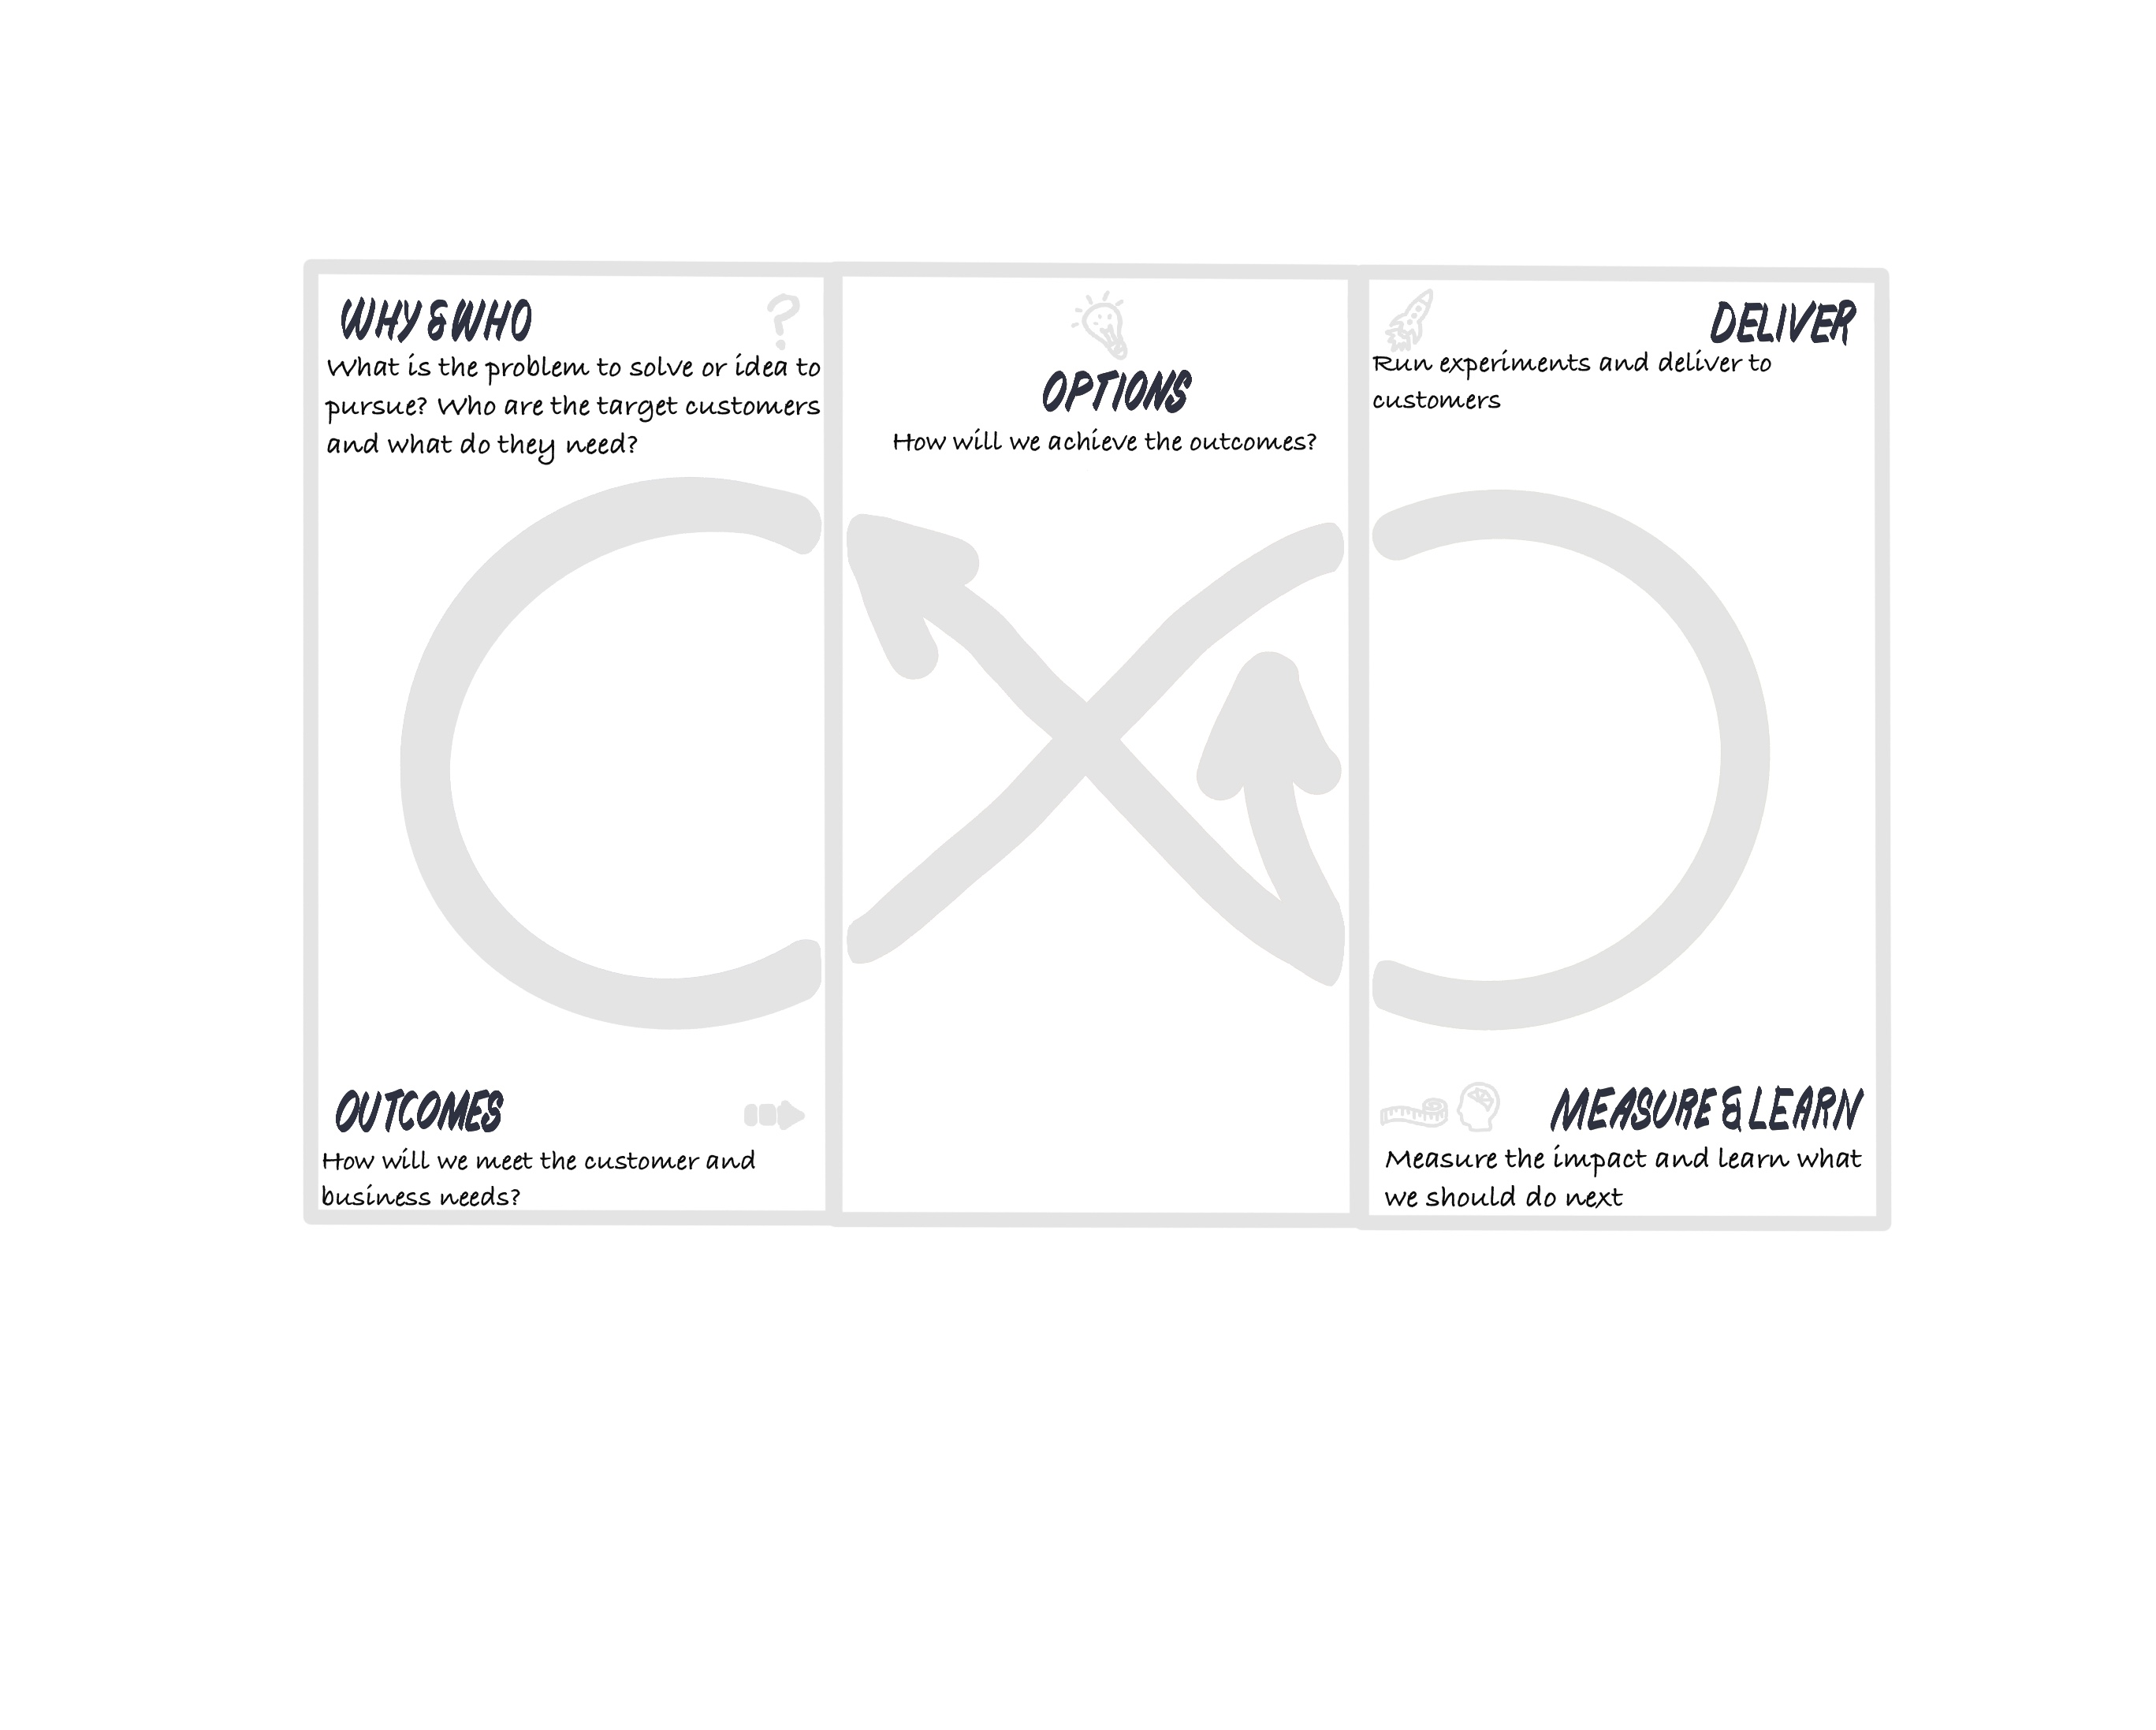 WHY & WHO
What is the problem to solve or idea to
pursue? Who are the target customers
and what do they need?
OUTCOMES
How will we meet the customer and
business needs?
OPTIONS
How will we achieve the outcomes?
DELIVER
Run experiments and deliver to
customers
MEASURE & LEARN
Measure the impact and learn what
we should do next